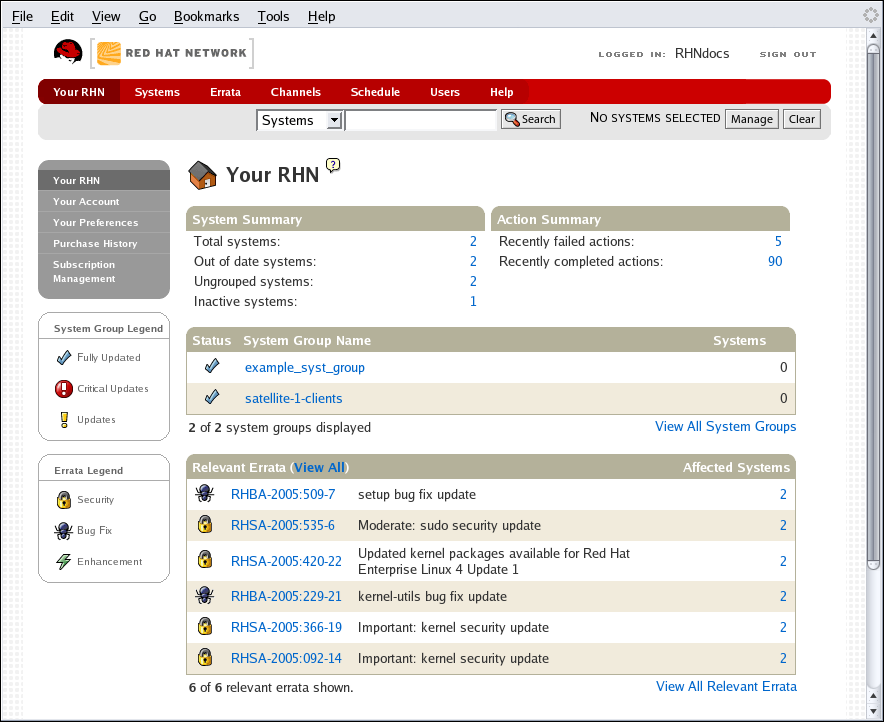 File Edit View Go Bookmarks Tools Help
RED HAT NETWORK
LOGGED IN: RHNdocs SIGN OUT
Your RHN Systems Errata Channels Schedule Users Help
Systems Search NO SYSTEMS SELECTED Manage Clear
Your RHN
Your Account
Your Preferences
Purchase History
Subscription
Management
System Group Legend
Fully Updated
Critical Updates
Updates
Errata Legend
Security
Bug Fix
Enhancement
Your RHN ?
System Summary
Total systems: 2
Out of date systems: 2
Ungrouped systems: 2
Inactive systems: 1
Action Summary
Recently failed actions: 5
Recently completed actions: 90
Status System Group Name Systems
example_syst_group 0
satellite-1-clients 0
2 of 2 system groups displayed View All System Groups
Relevant Errata (View All) Affected Systems
RHBA-2005:509-7 setup bug fix update 2
RHSA-2005:535-6 Moderate: sudo security update 2
RHSA-2005:420-22 Updated kernel packages available for Red Hat
Enterprise Linux 4 Update 1 2
RHBA-2005:229-21 kernel-utils bug fix update 2
RHSA-2005:366-19 Important: kernel security update 2
RHSA-2005:092-14 Important: kernel security update 2
6 of 6 relevant errata shown. View All Relevant Errata